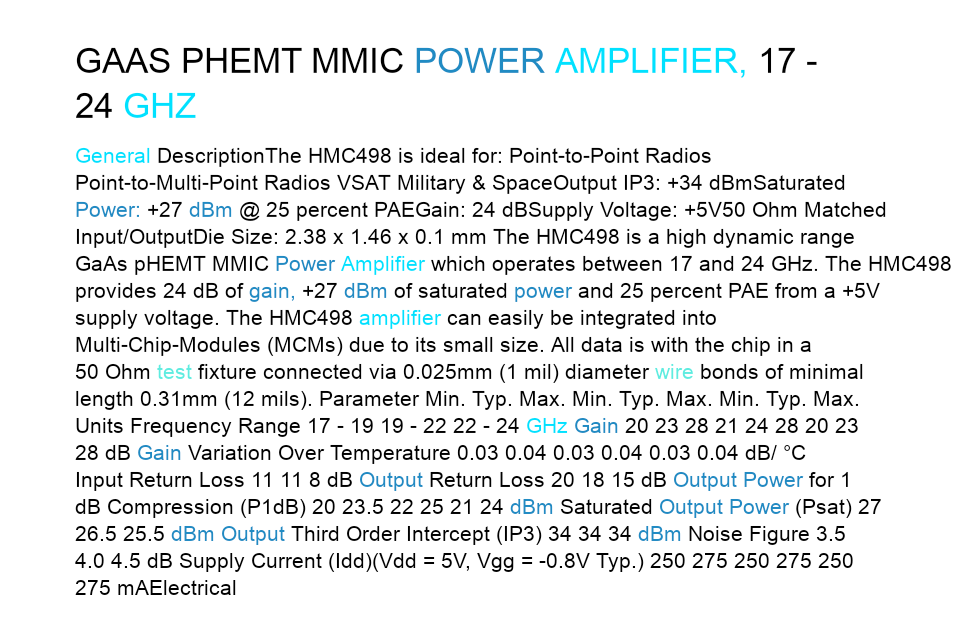 GAAS PHEMT MMIC POWER AMPLIFIER, 17 -
24 GHZ
General DescriptionThe HMC498 is ideal for: Point-to-Point Radios
Point-to-Multi-Point Radios VSAT Military & SpaceOutput IP3: +34 dBmSaturated
Power: +27 dBm @ 25 percent PAEGain: 24 dBSupply Voltage: +5V50 Ohm Matched
Input/OutputDie Size: 2.38 x 1.46 x 0.1 mm The HMC498 is a high dynamic range
GaAs pHEMT MMIC Power Amplifier which operates between 17 and 24 GHz. The HMC498
provides 24 dB of gain, +27 dBm of saturated power and 25 percent PAE from a +5V
supply voltage. The HMC498 amplifier can easily be integrated into
Multi-Chip-Modules (MCMs) due to its small size. All data is with the chip in a
50 Ohm test fixture connected via 0.025mm (1 mil) diameter wire bonds of minimal
length 0.31mm (12 mils). Parameter Min. Typ. Max. Min. Typ. Max. Min. Typ. Max.
Units Frequency Range 17 - 19 19 - 22 22 - 24 GHz Gain 20 23 28 21 24 28 20 23
28 dB Gain Variation Over Temperature 0.03 0.04 0.03 0.04 0.03 0.04 dB/ °C
Input Return Loss 11 11 8 dB Output Return Loss 20 18 15 dB Output Power for 1
dB Compression (P1dB) 20 23.5 22 25 21 24 dBm Saturated Output Power (Psat) 27
26.5 25.5 dBm Output Third Order Intercept (IP3) 34 34 34 dBm Noise Figure 3.5
4.0 4.5 dB Supply Current (Idd)(Vdd = 5V, Vgg = -0.8V Typ.) 250 275 250 275 250
275 mAElectrical